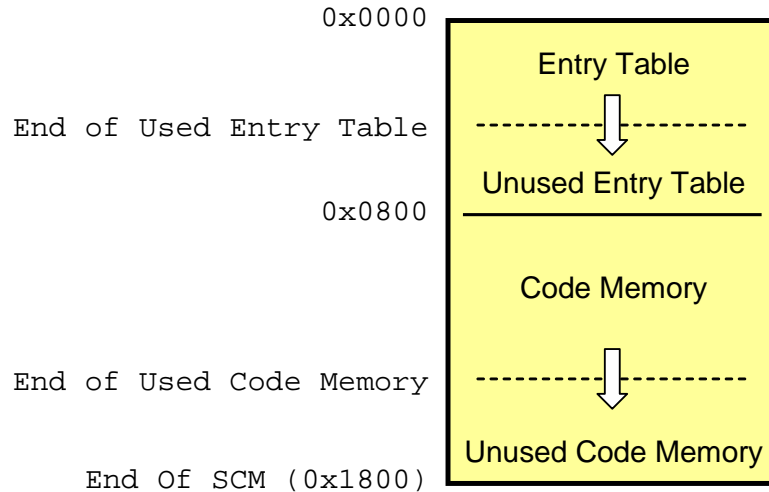 0x0000
Entry Table
End of Used Entry Table
Unused Entry Table
0x0800
Code Memory
End of Used Code Memory
Unused Code Memory
End Of SCM (0x1800)